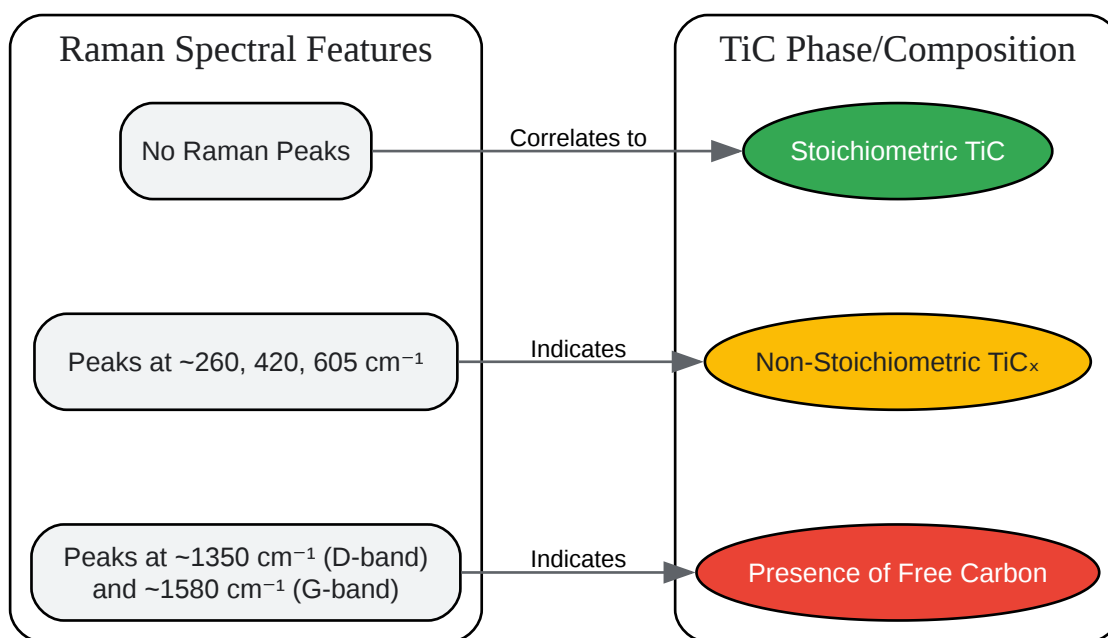 Raman Spectral Features
TiC Phase/Composition
No Raman Peaks
Correlates to
Stoichiometric TiC
Peaks at ~260, 420, 605 cm⁻¹
Indicates
Non-Stoichiometric TiCₓ
Peaks at ~1350 cm⁻¹ (D-band)
and ~1580 cm⁻¹ (G-band)
Indicates
Presence of Free Carbon